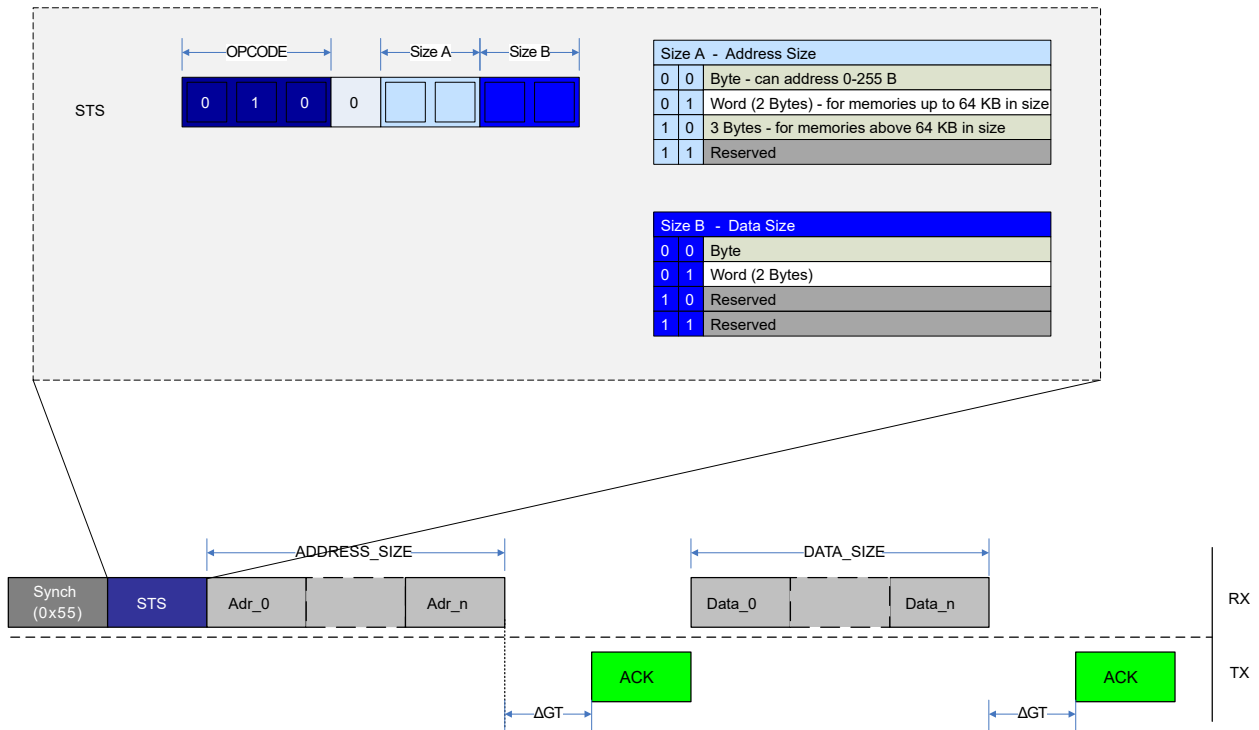 OPCODE Size A Size B
STS
0 1 0 0
Size A - Address Size
0 0 Byte - can address 0-255 B
0 1 Word (2 Bytes) - for memories up to 64 KB in size
1 0 3 Bytes - for memories above 64 KB in size
1 1 Reserved
Size B - Data Size
0 0 Byte
0 1 Word (2 Bytes)
1 0 Reserved
1 1 Reserved
ADDRESS_SIZE DATA_SIZE
Synch
(0x55)
STS Adr_0 Adr_n Data_0 Data_n RX
ACK ACK TX
ΔGT ΔGT